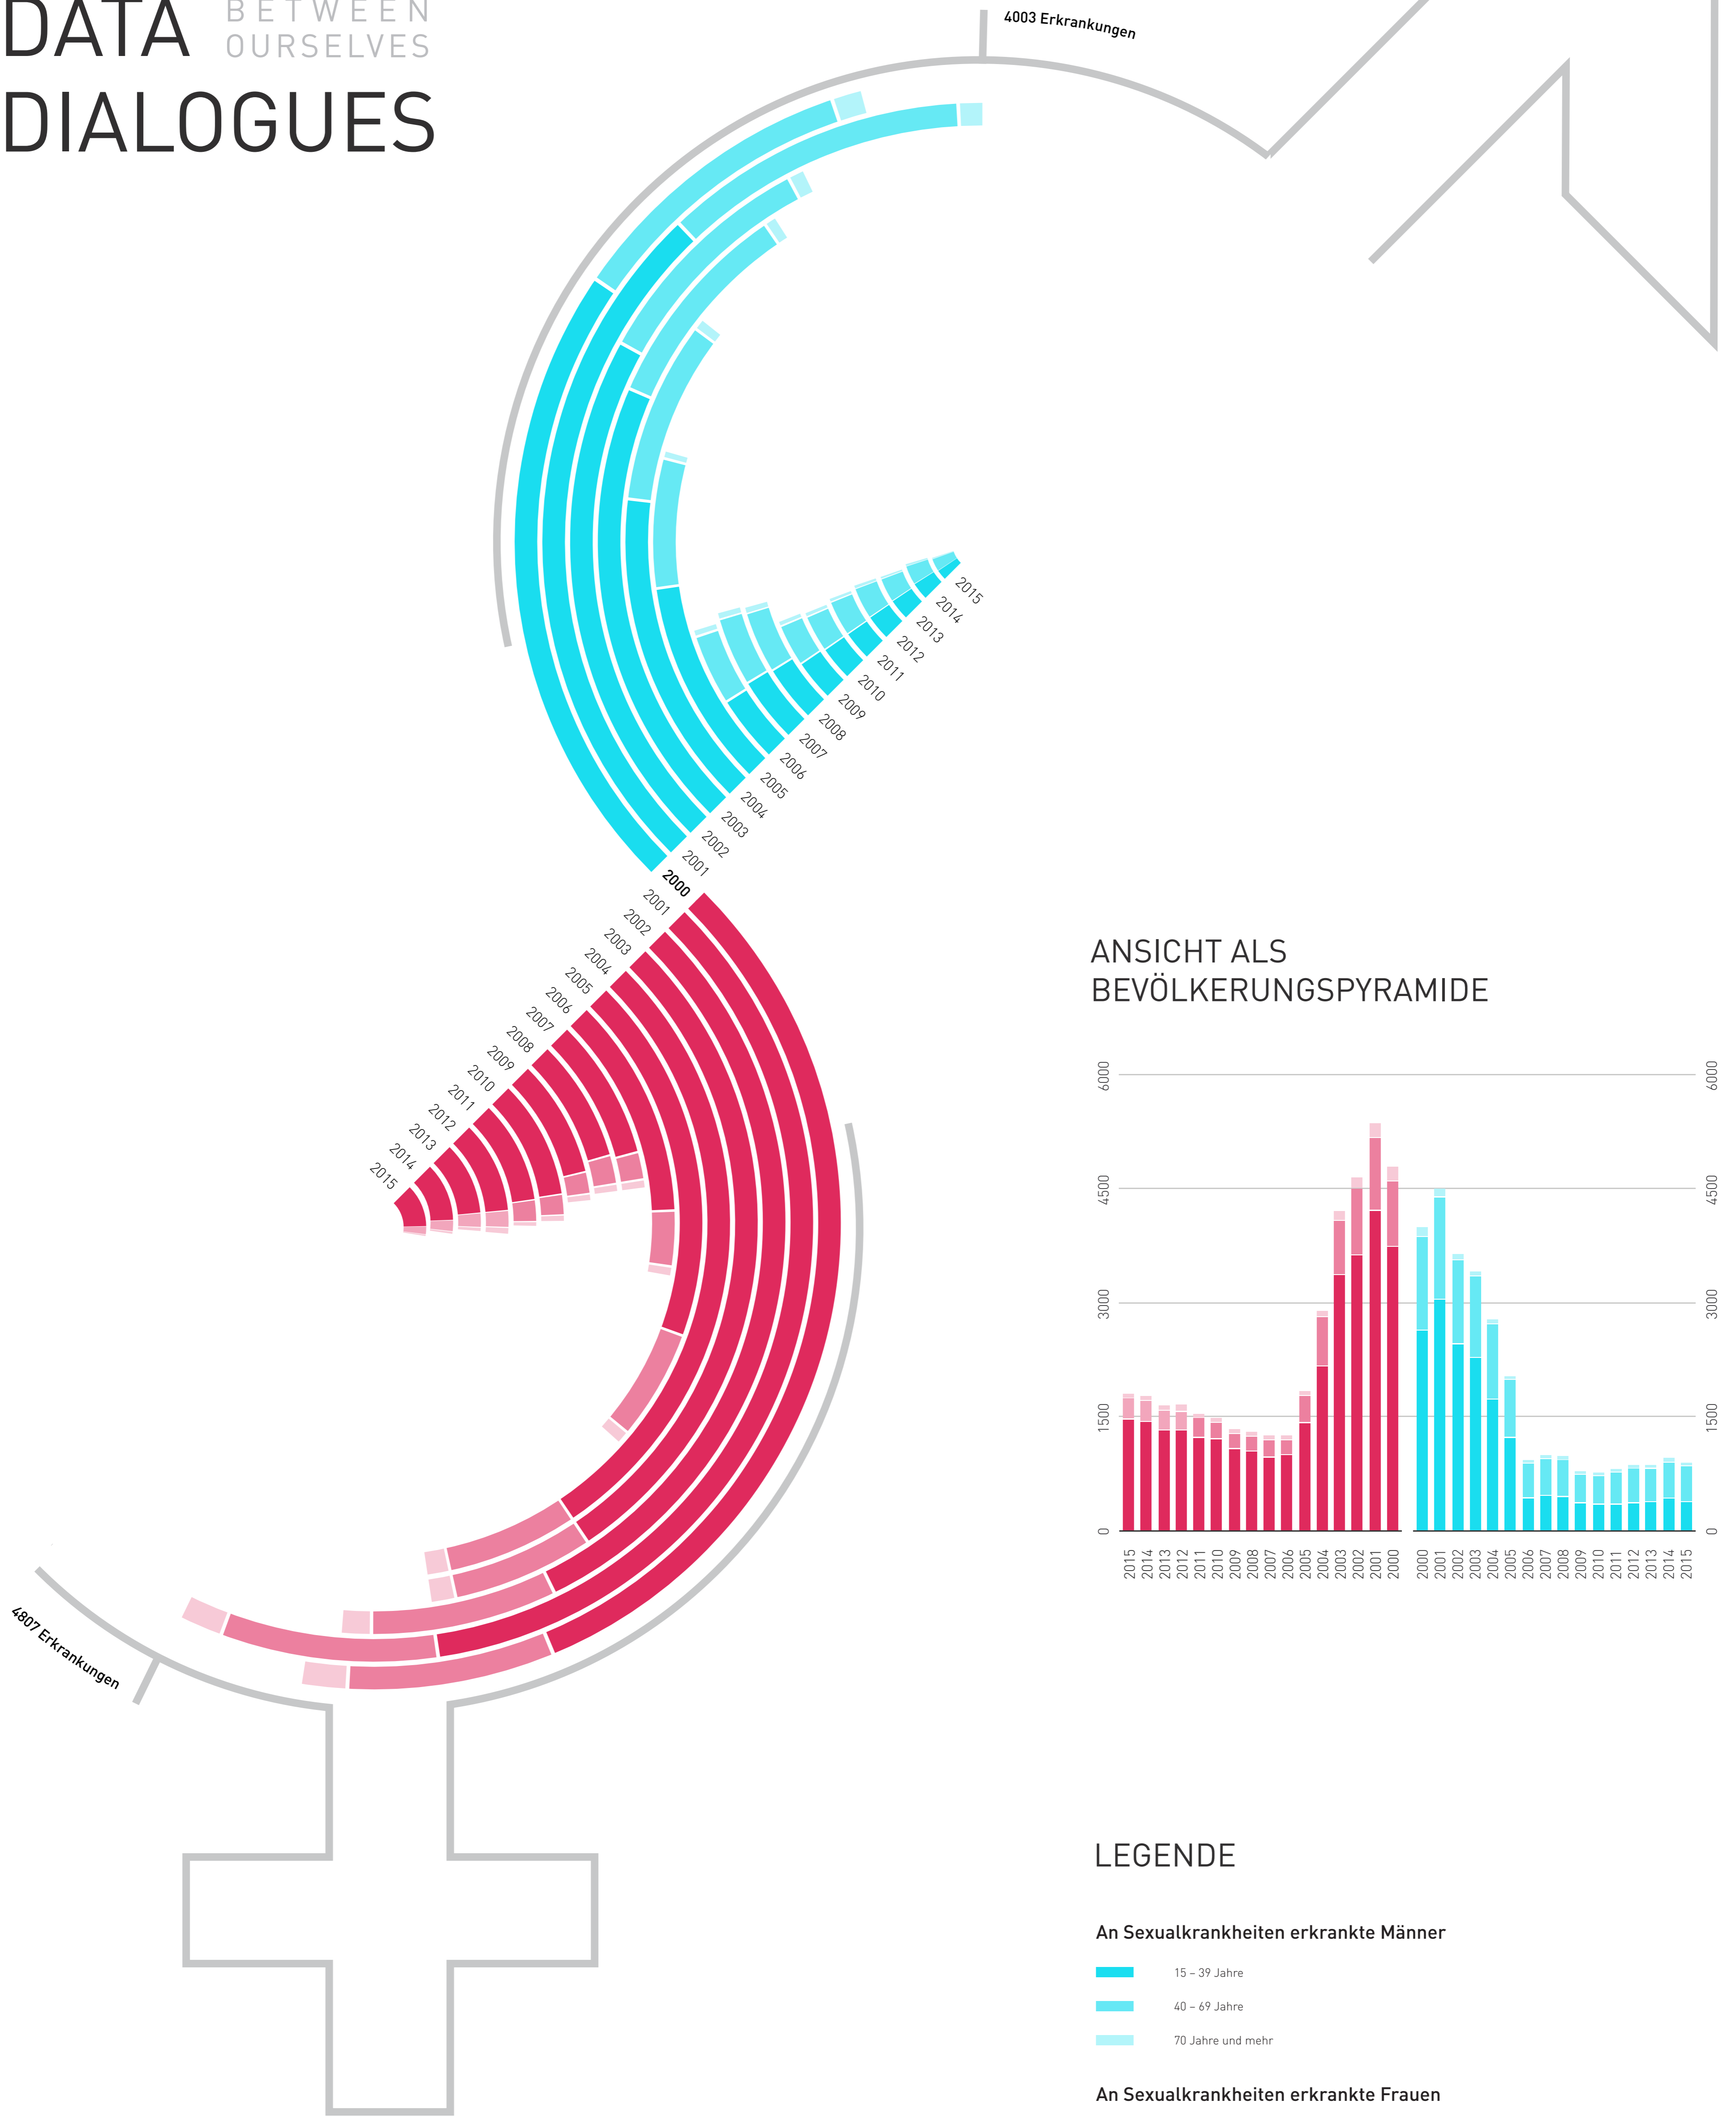 DATA
BETWEEN
OURSELVES
DIALOGUES
4003 Erkrankungen
2015
2014
2013
2012
2011
2010
2009
2008
2007
2006
2005
2004
2003
2002
2001
2000
2001
2002
2003
2004
2005
2006
2007
2008
2009
2010
2011
2012
2013
2014
2015
4807 Erkrankungen
ANSICHT ALS
BEVÖLKERUNGSPYRAMIDE
6000 6000
4500 4500
3000 3000
1500 1500
0 0
2015 2014 2013 2012 2011 2010 2009 2008 2007 2006 2005 2004 2003 2002 2001 2000 2000 2001 2002 2003 2004 2005 2006 2007 2008 2009 2010 2011 2012 2013 2014 2015
LEGENDE
An Sexualkrankheiten erkrankte Männer
15 – 39 Jahre
40 – 69 Jahre
70 Jahre und mehr
An Sexualkrankheiten erkrankte Frauen